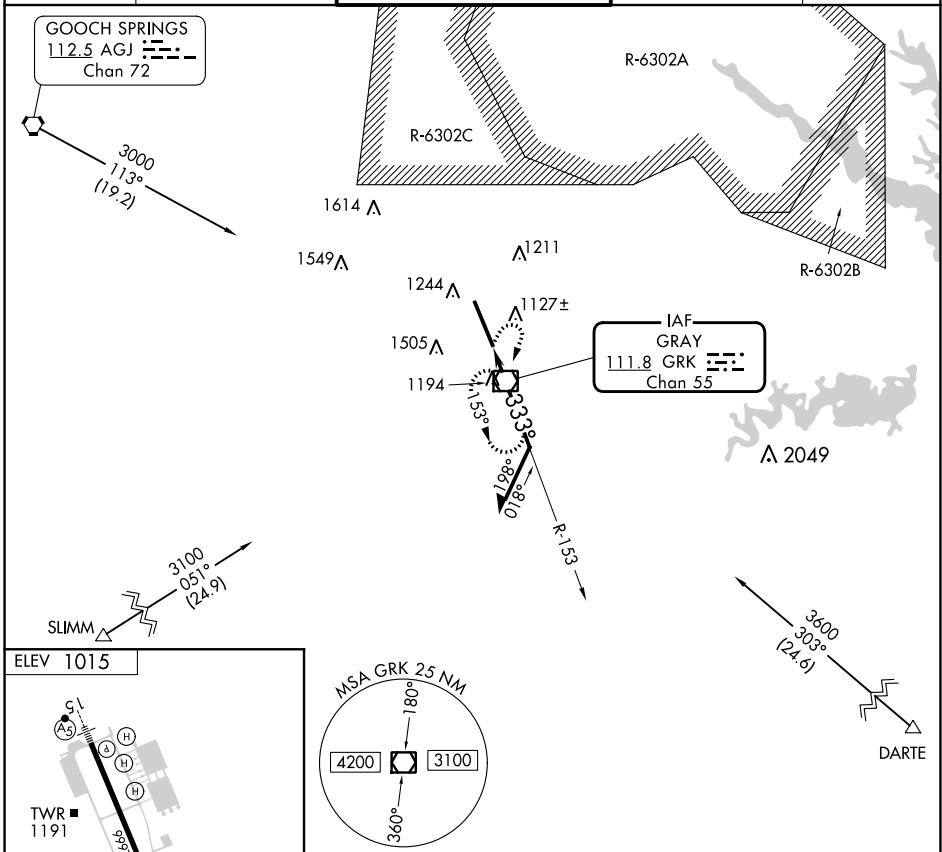 GOOCH SPRINGS
112.5 AGJ
Chan 72
3000
113°
(19.2)
R-6302A
R-6302C
R-6302B
1614
1549
1211
1244
1127±
1505
1194
IAF
GRAY
111.8 GRK
Chan 55
333°
153°
2049
198°
018°
R-153
3100
051°
(24.9)
SLIMM
3600
303°
(24.6)
DARTE
ELEV 1015
15
A5
P
H
H
H
TWR
1191
MSA GRK 25 NM
180°
4200
3100
360°